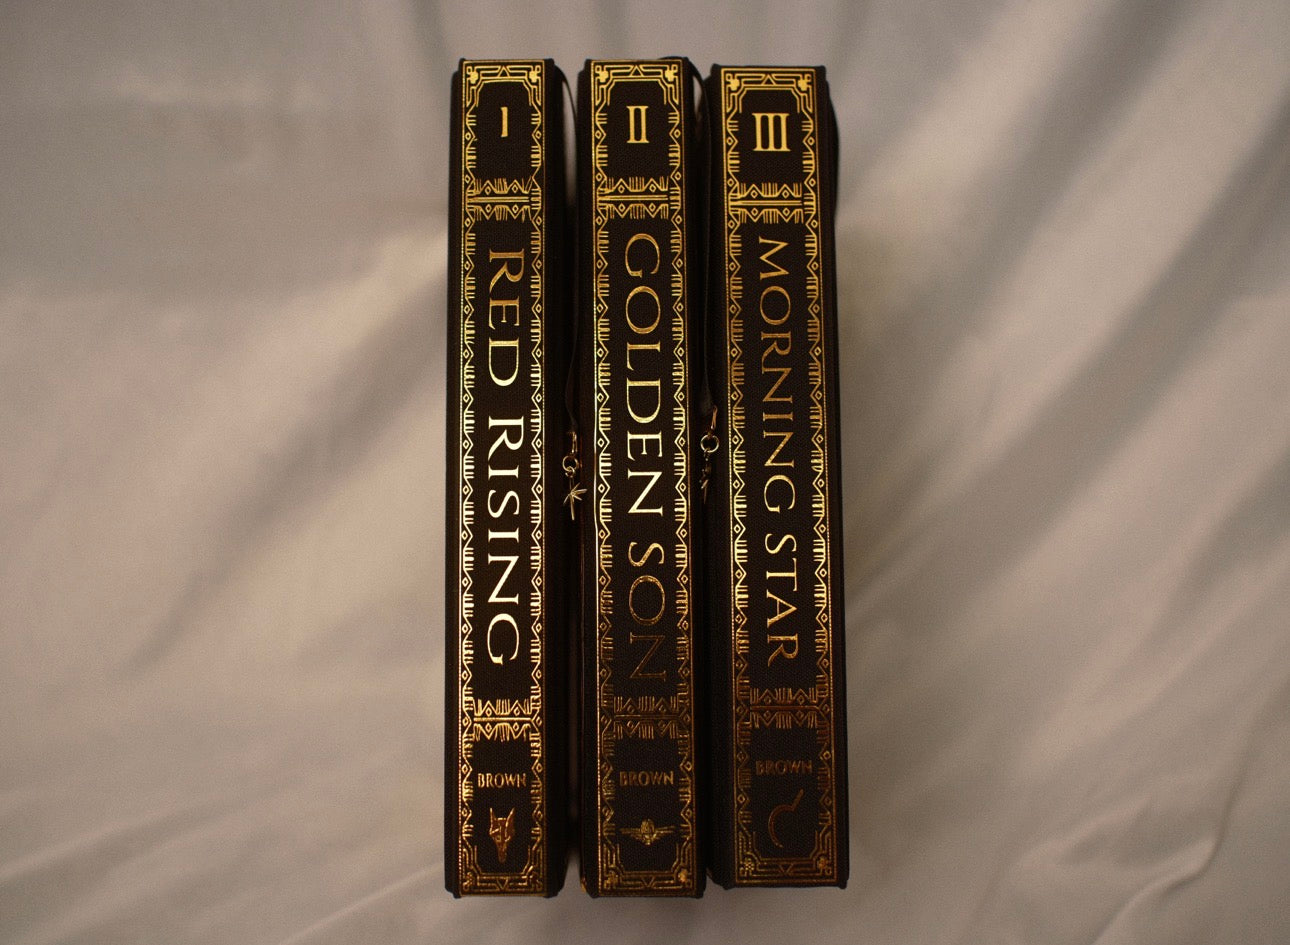 I
RED RISING
BROWN
II
GOLDEN SON
BROWN
III
MORNING STAR
BROWN